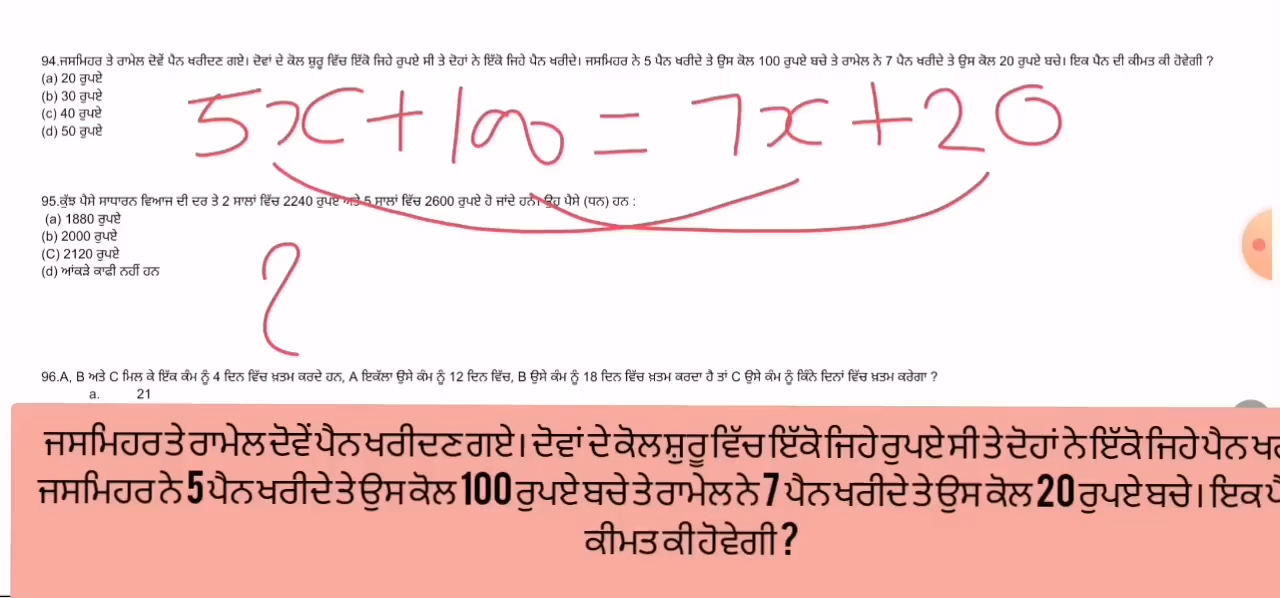 94.ਜਸਮਿਹਰ ਤੇ ਰਾਮੇਲ ਦੋਵੇਂ ਪੈਨ ਖਰੀਦਣ ਗਏ। ਦੋਵਾਂ ਦੇ ਕੋਲ ਸ਼ੁਰੂ ਵਿੱਚ ਇੱਕੋ ਜਿਹੇ ਰੁਪਏ ਸੀ ਤੇ ਦੋਹਾਂ ਨੇ ਇੱਕੋ ਜਿਹੇ ਪੈਨ ਖਰੀਦੇ। ਜਸਮਿਹਰ ਨੇ 5 ਪੈਨ ਖਰੀਦੇ ਤੇ ਉਸ ਕੋਲ 100 ਰੁਪਏ ਬਚੇ ਤੇ ਰਾਮੇਲ ਨੇ 7 ਪੈਨ ਖਰੀਦੇ ਤੇ ਉਸ ਕੋਲ 20 ਰੁਪਏ ਬਚੇ। ਇਕ ਪੈਨ ਦੀ ਕੀਮਤ ਕੀ ਹੋਵੇਗੀ ?
(a) 20 ਰੁਪਏ
(b) 30 ਰੁਪਏ
(c) 40 ਰੁਪਏ
(d) 50 ਰੁਪਏ
5x+100=7x+20
95.ਕੁੱਝ ਪੈਸੇ ਸਾਧਾਰਨ ਵਿਆਜ ਦੀ ਦਰ ਤੇ 2 ਸਾਲਾਂ ਵਿੱਚ 2240 ਰੁਪਏ ਅਤੇ 5 ਸਾਲਾਂ ਵਿੱਚ 2600 ਰੁਪਏ ਹੋ ਜਾਂਦੇ ਹਨ। ਉਹ ਪੈਸੇ (ਧਨ) ਹਨ :
(a) 1880 ਰੁਪਏ
(b) 2000 ਰੁਪਏ
(C) 2120 ਰੁਪਏ
(d) ਆਂਕੜੇ ਕਾਫੀ ਨਹੀਂ ਹਨ
96.A, B ਅਤੇ C ਮਿਲ ਕੇ ਇੱਕ ਕੰਮ ਨੂੰ 4 ਦਿਨ ਵਿੱਚ ਖ਼ਤਮ ਕਰਦੇ ਹਨ, A ਇਕੱਲਾ ਉਸੇ ਕੰਮ ਨੂੰ 12 ਦਿਨ ਵਿੱਚ, B ਉਸੇ ਕੰਮ ਨੂੰ 18 ਦਿਨ ਵਿੱਚ ਖ਼ਤਮ ਕਰਦਾ ਹੈ ਤਾਂ C ਉਸੇ ਕੰਮ ਨੂੰ ਕਿੰਨੇ ਦਿਨਾਂ ਵਿੱਚ ਖ਼ਤਮ ਕਰੇਗਾ ?
a. 21
ਜਸਮਿਹਰ ਤੇ ਰਾਮੇਲ ਦੋਵੇਂ ਪੈਨ ਖਰੀਦਣ ਗਏ। ਦੋਵਾਂ ਦੇ ਕੋਲ ਸ਼ੁਰੂ ਵਿੱਚ ਇੱਕੋ ਜਿਹੇ ਰੁਪਏ ਸੀ ਤੇ ਦੋਹਾਂ ਨੇ ਇੱਕੋ ਜਿਹੇ ਪੈਨ
ਜਸਮਿਹਰ ਨੇ 5 ਪੈਨ ਖਰੀਦੇ ਤੇ ਉਸ ਕੋਲ 100 ਰੁਪਏ ਬਚੇ ਤੇ ਰਾਮੇਲ ਨੇ 7 ਪੈਨ ਖਰੀਦੇ ਤੇ ਉਸ ਕੋਲ 20 ਰੁਪਏ ਬਚੇ। ਇਕ
ਕੀਮਤ ਕੀ ਹੋਵੇਗੀ ?